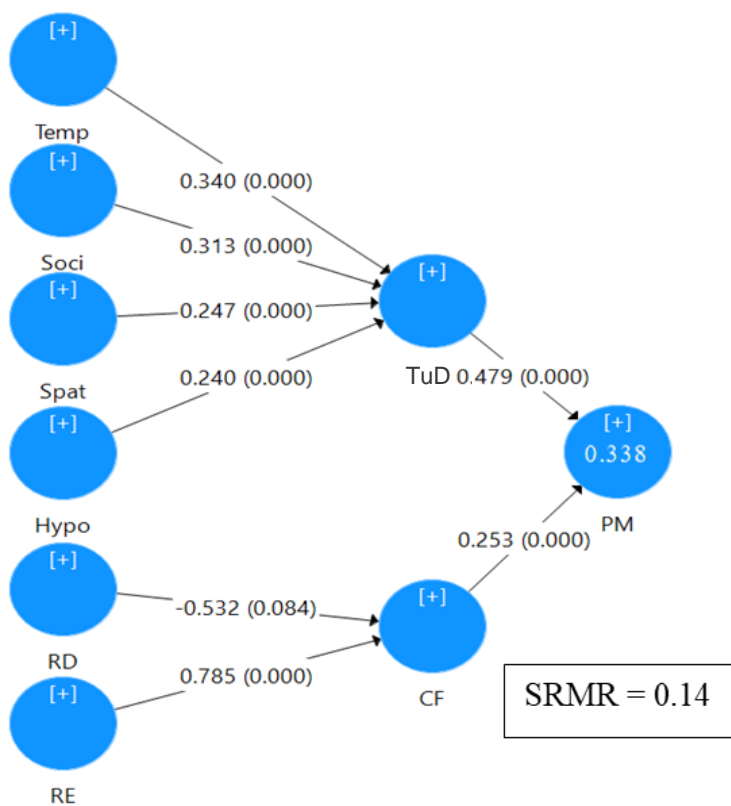 [+]
Temp
[+]
0.340 (0.000)
Soci
0.313 (0.000)
[+]
[+]
0.247 (0.000)
Spat
0.240 (0.000)
TuD 0.479 (0.000)
[+]
[+]
0.338
Hypo
PM
[+]
0.253 (0.000)
-0.532 (0.084)
[+]
RD
0.785 (0.000)
[+]
CF
SRMR = 0.14
RE